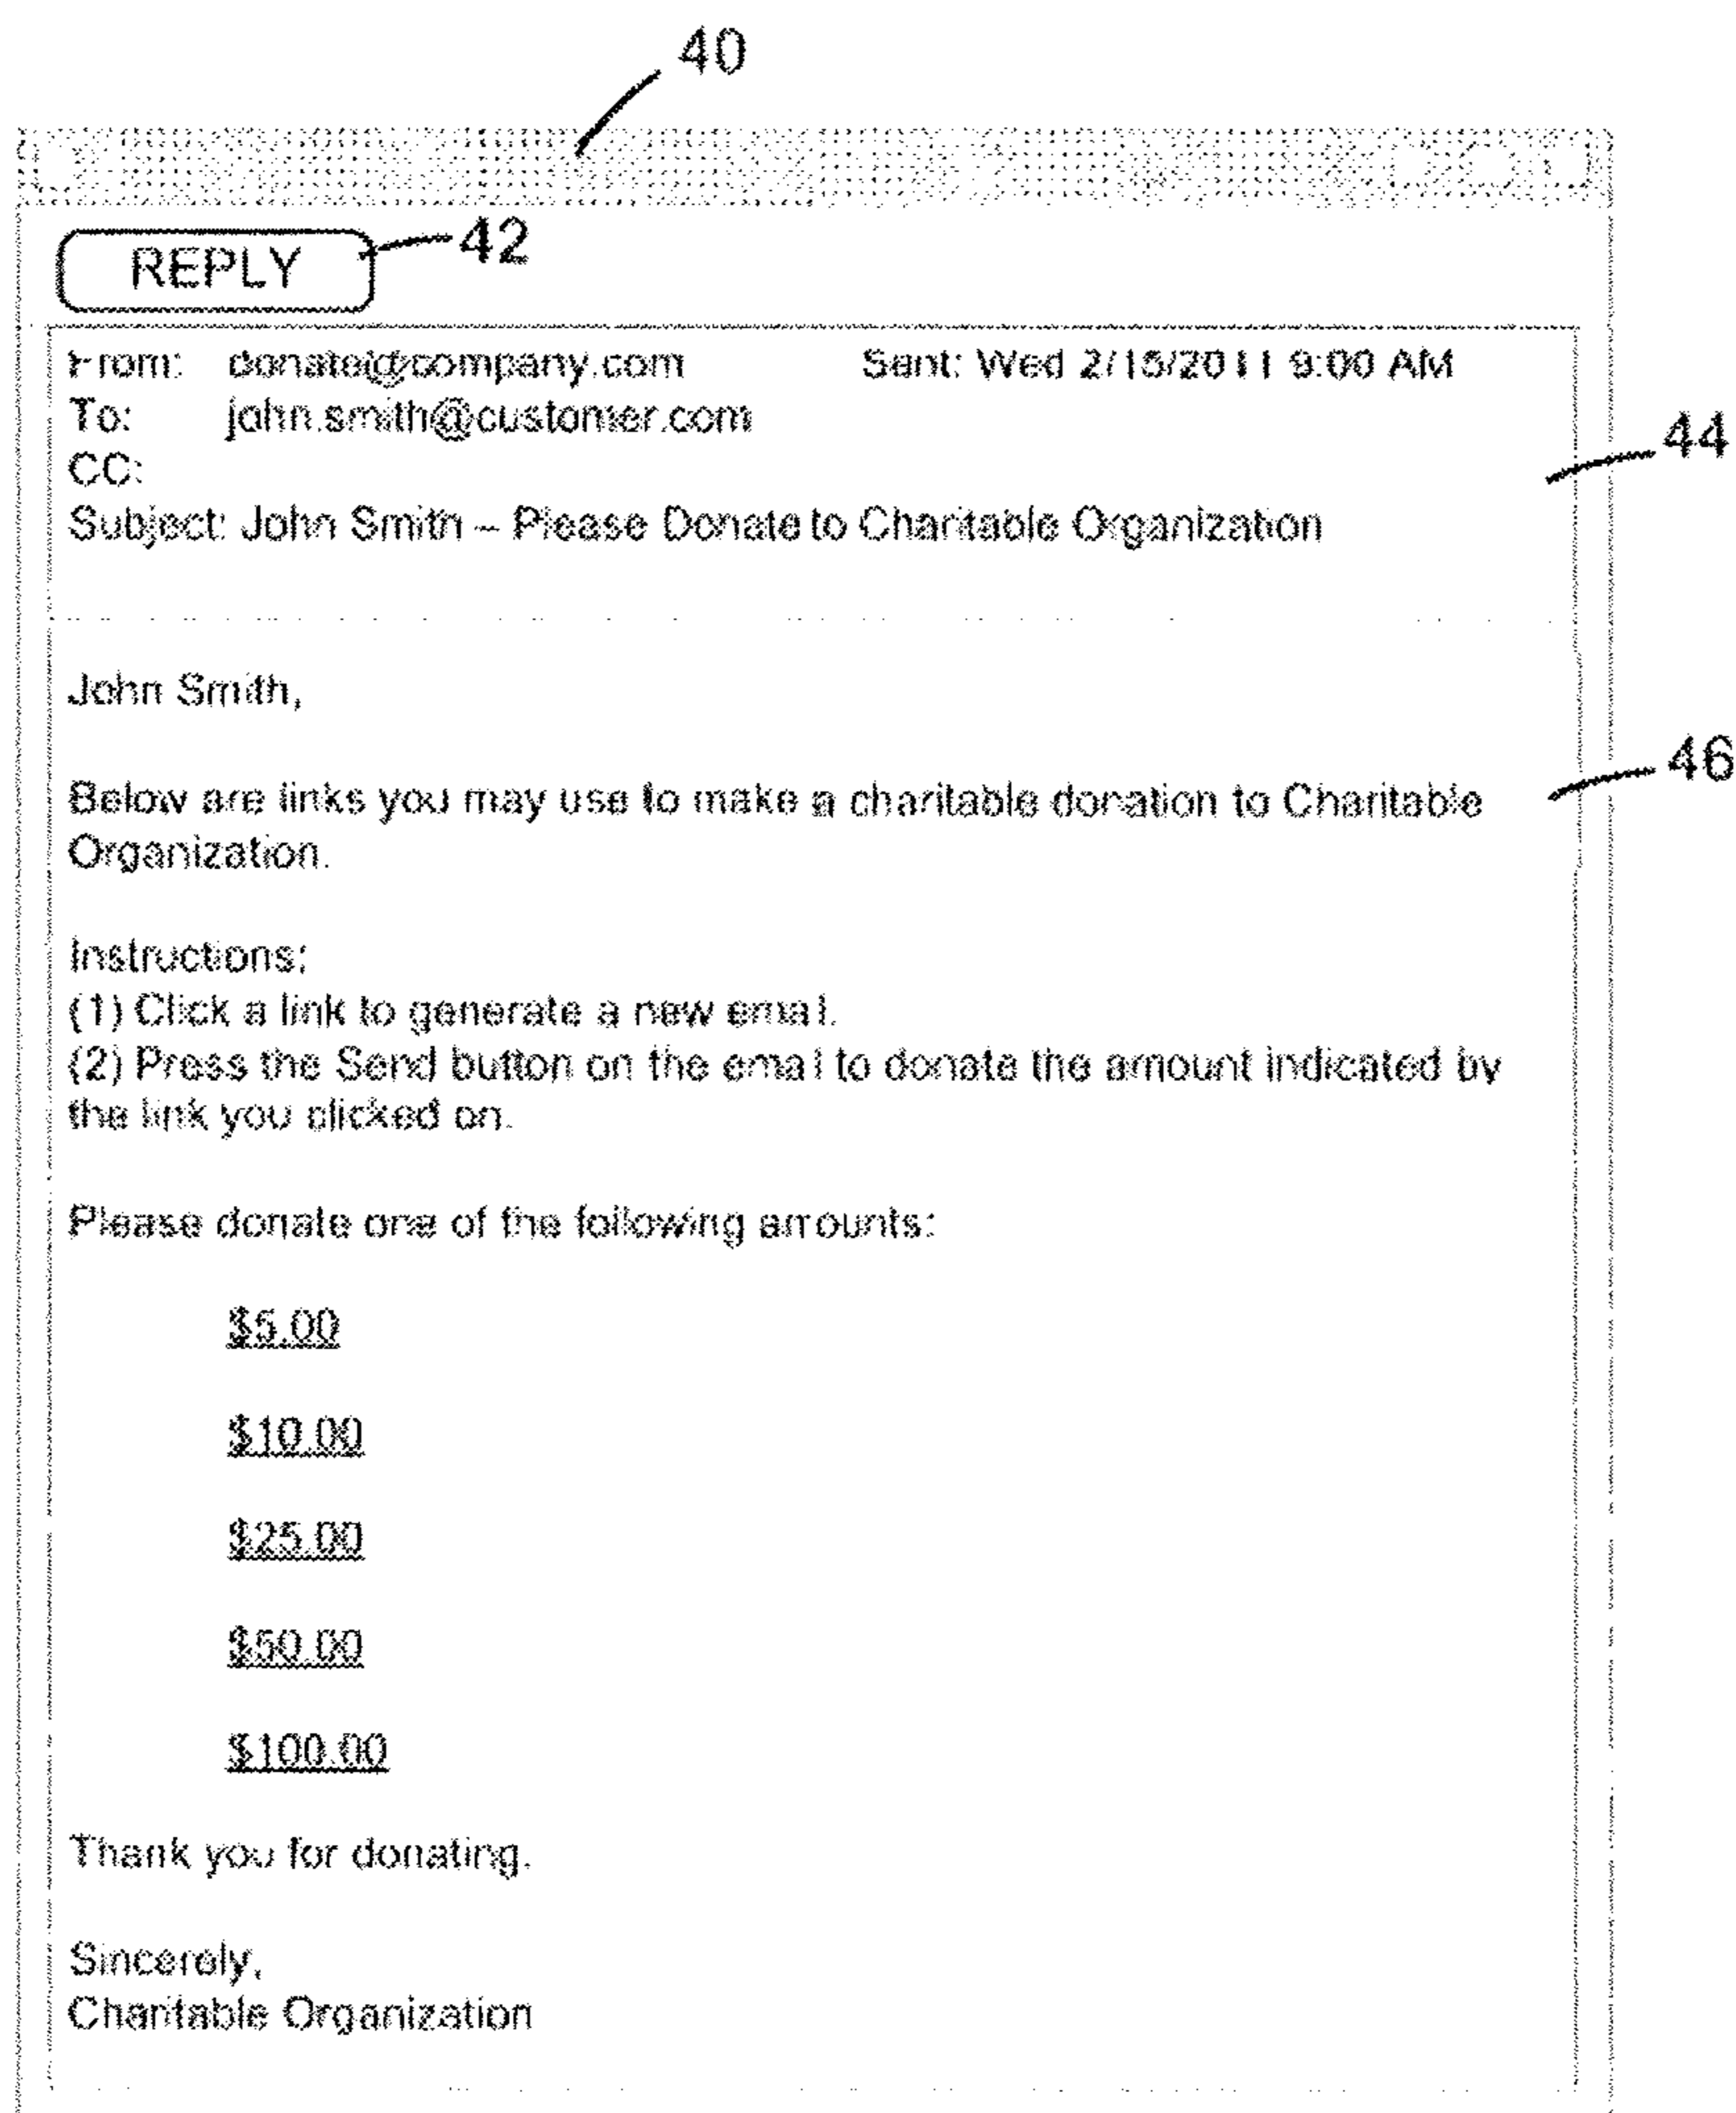 40
REPLY 42
From: donate@company.com Sent: Wed 2/15/2011 9:00 AM
To: john.smith@customer.com 44
CC:
Subject: John Smith – Please Donate to Charitable Organization
John Smith,
46
Below are links you may use to make a charitable donation to Charitable
Organization.
Instructions:
(1) Click a link to generate a new email.
(2) Press the Send button on the email to donate the amount indicated by
the link you clicked on.
Please donate one of the following amounts:
$5.00
$10.00
$25.00
$50.00
$100.00
Thank you for donating.
Sincerely,
Charitable Organization